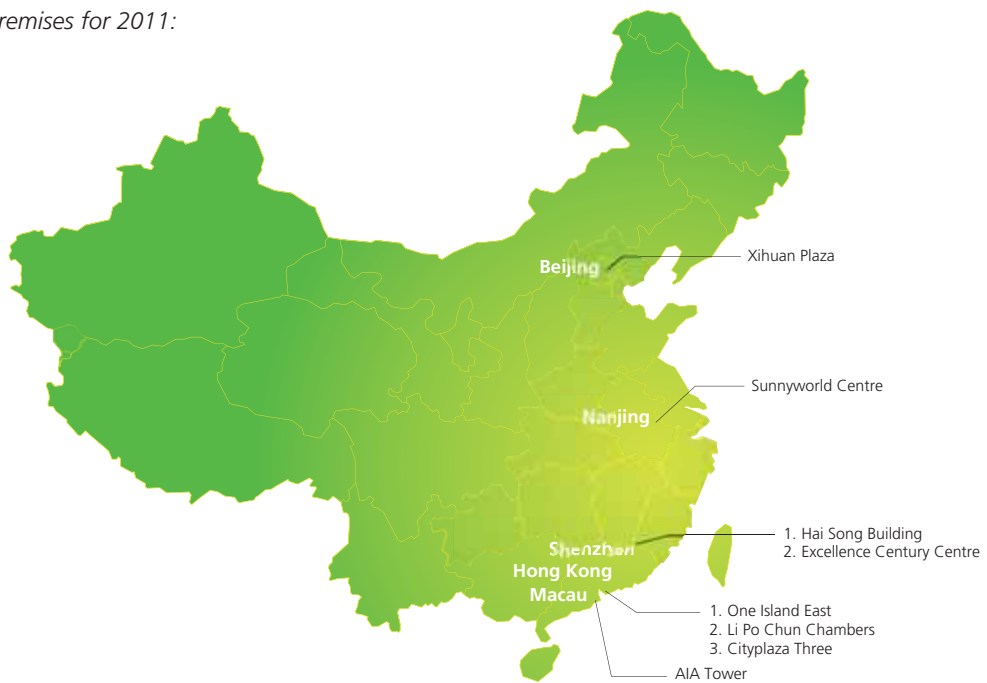 remises for 2011:
Beijing
Xihuan Plaza
Sunnyworld Centre
Nanjing
1. Hai Song Building
2. Excellence Century Centre
Shenzhen
Hong Kong
Macau
1. One Island East
2. Li Po Chun Chambers
3. Cityplaza Three
AIA Tower